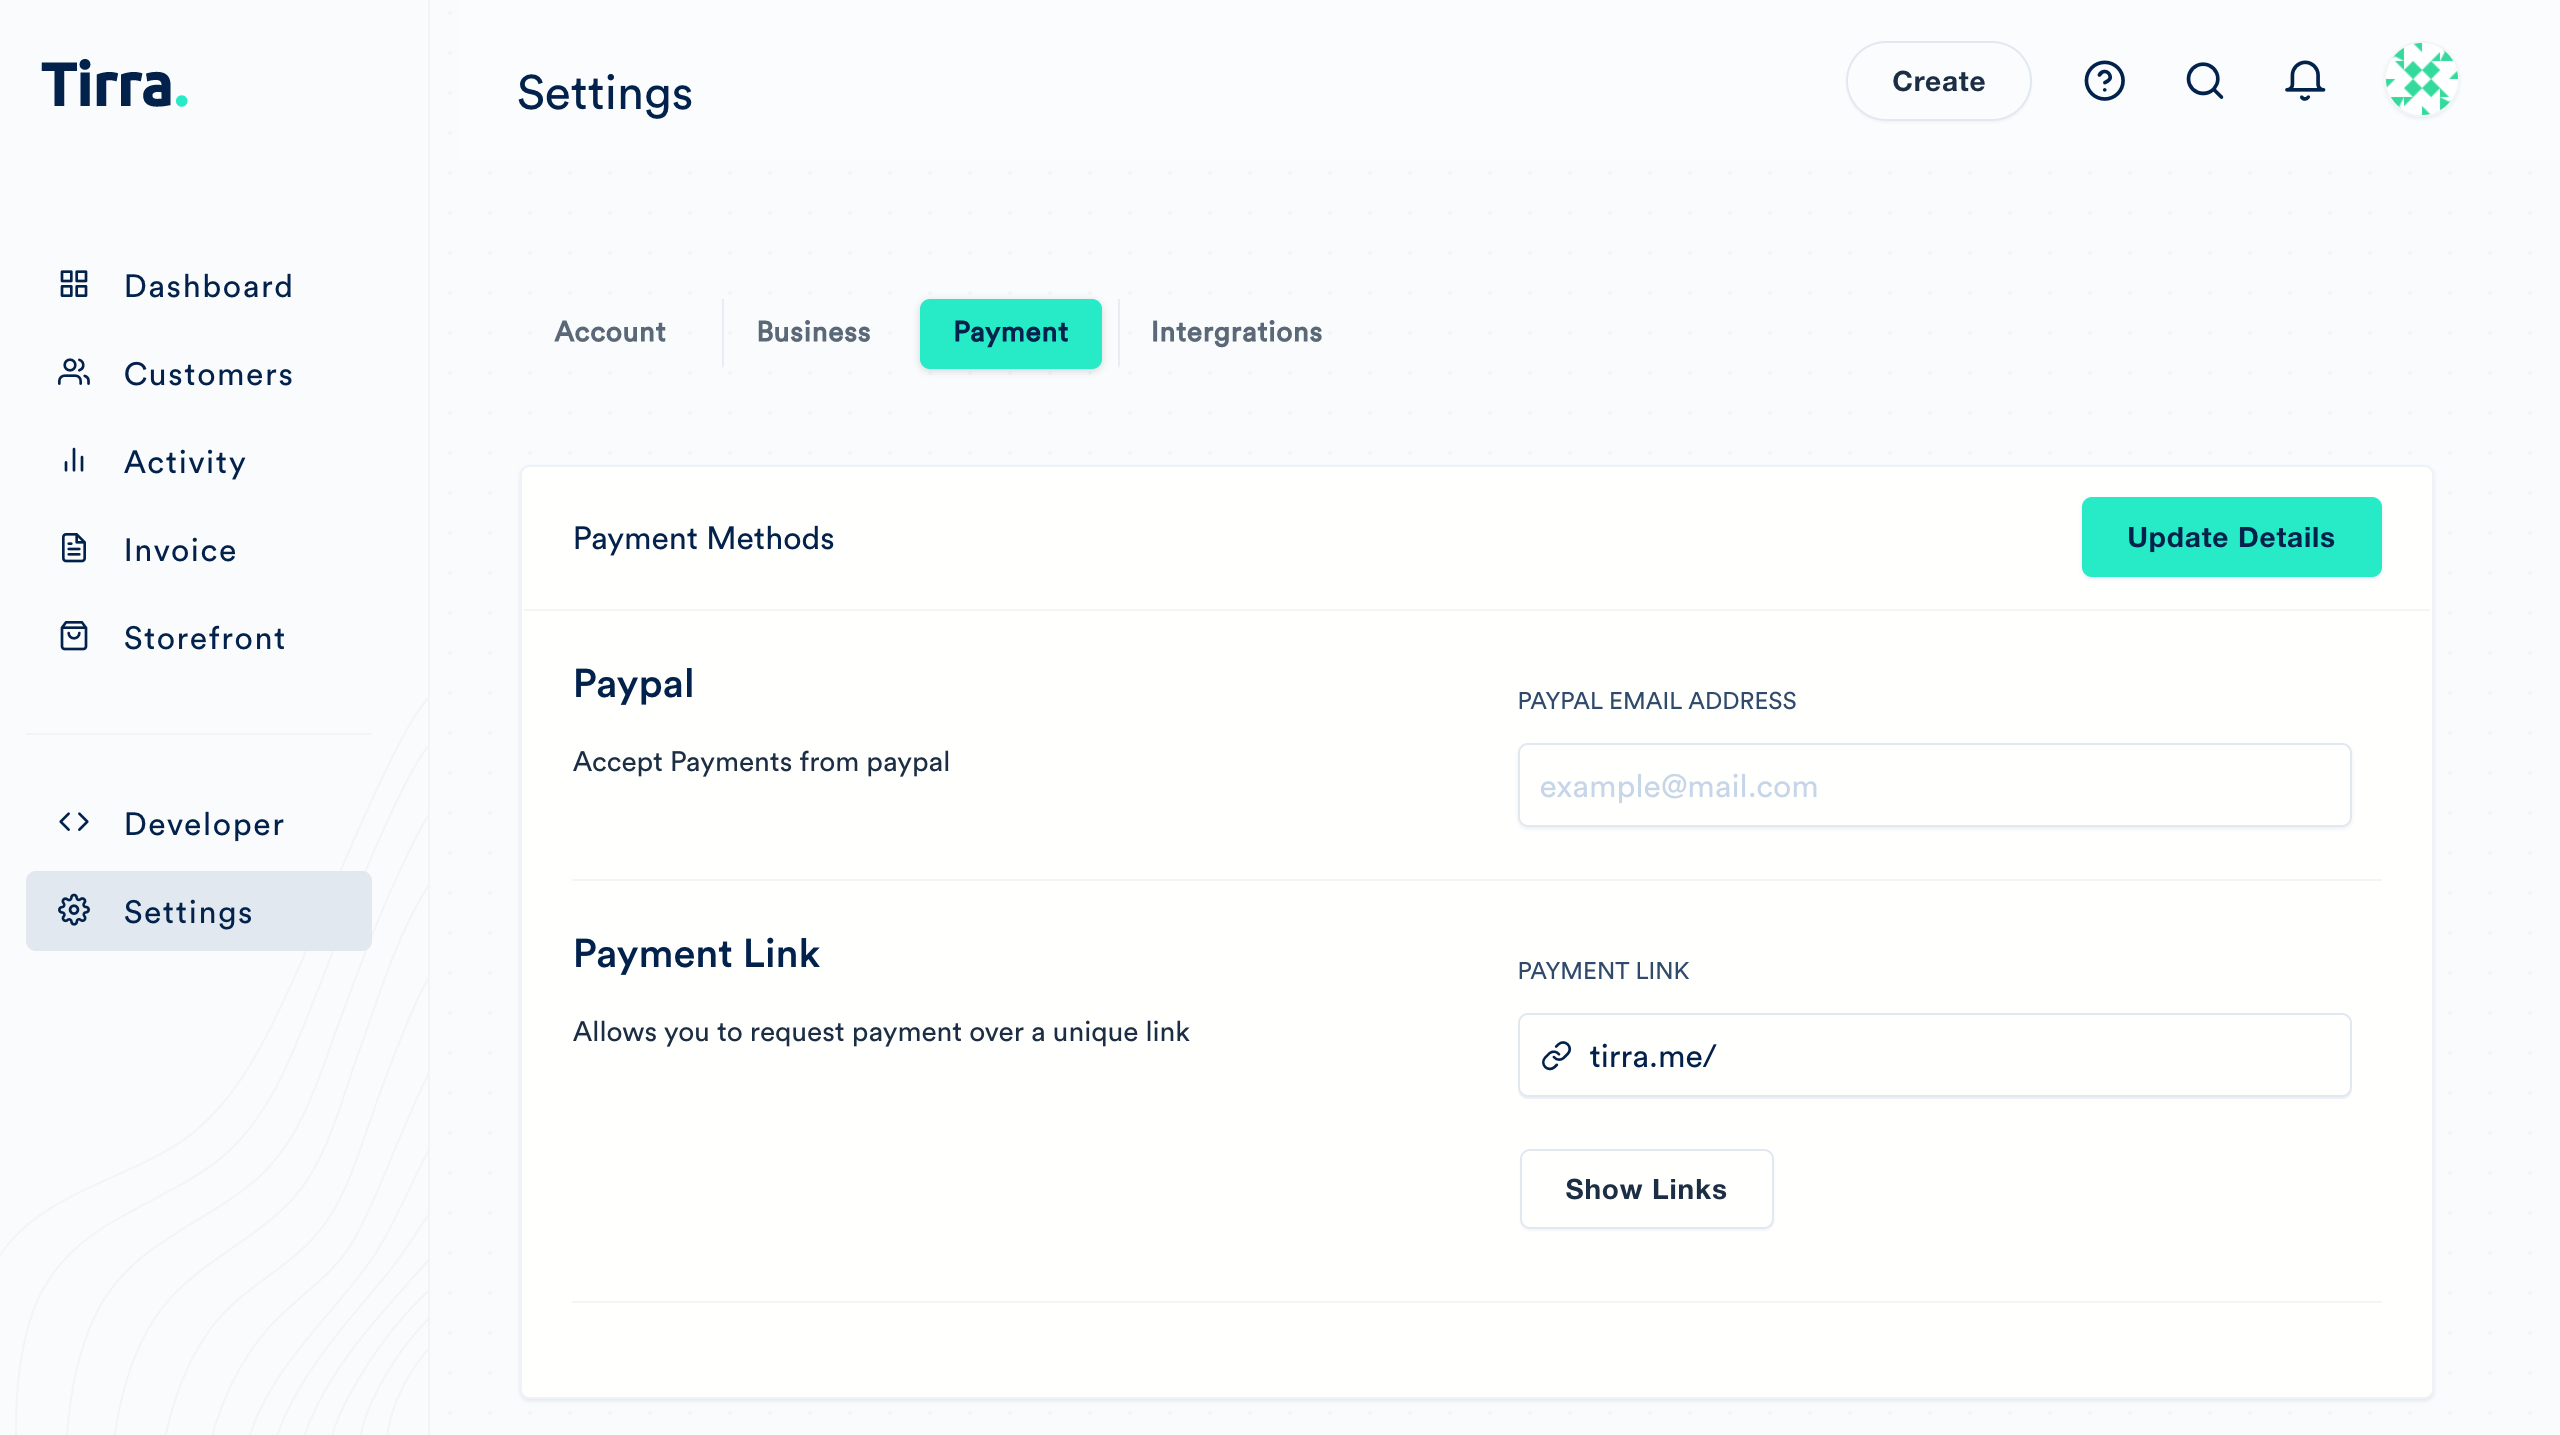 Tirra.
Settings
Create
Dashboard
Customers
Activity
Invoice
Storefront
Developer
Settings
Account
Business
Payment
Intergrations
Payment Methods
Update Details
Paypal
Accept Payments from paypal
PAYPAL EMAIL ADDRESS
example@mail.com
Payment Link
Allows you to request payment over a unique link
PAYMENT LINK
tirra.me/
Show Links